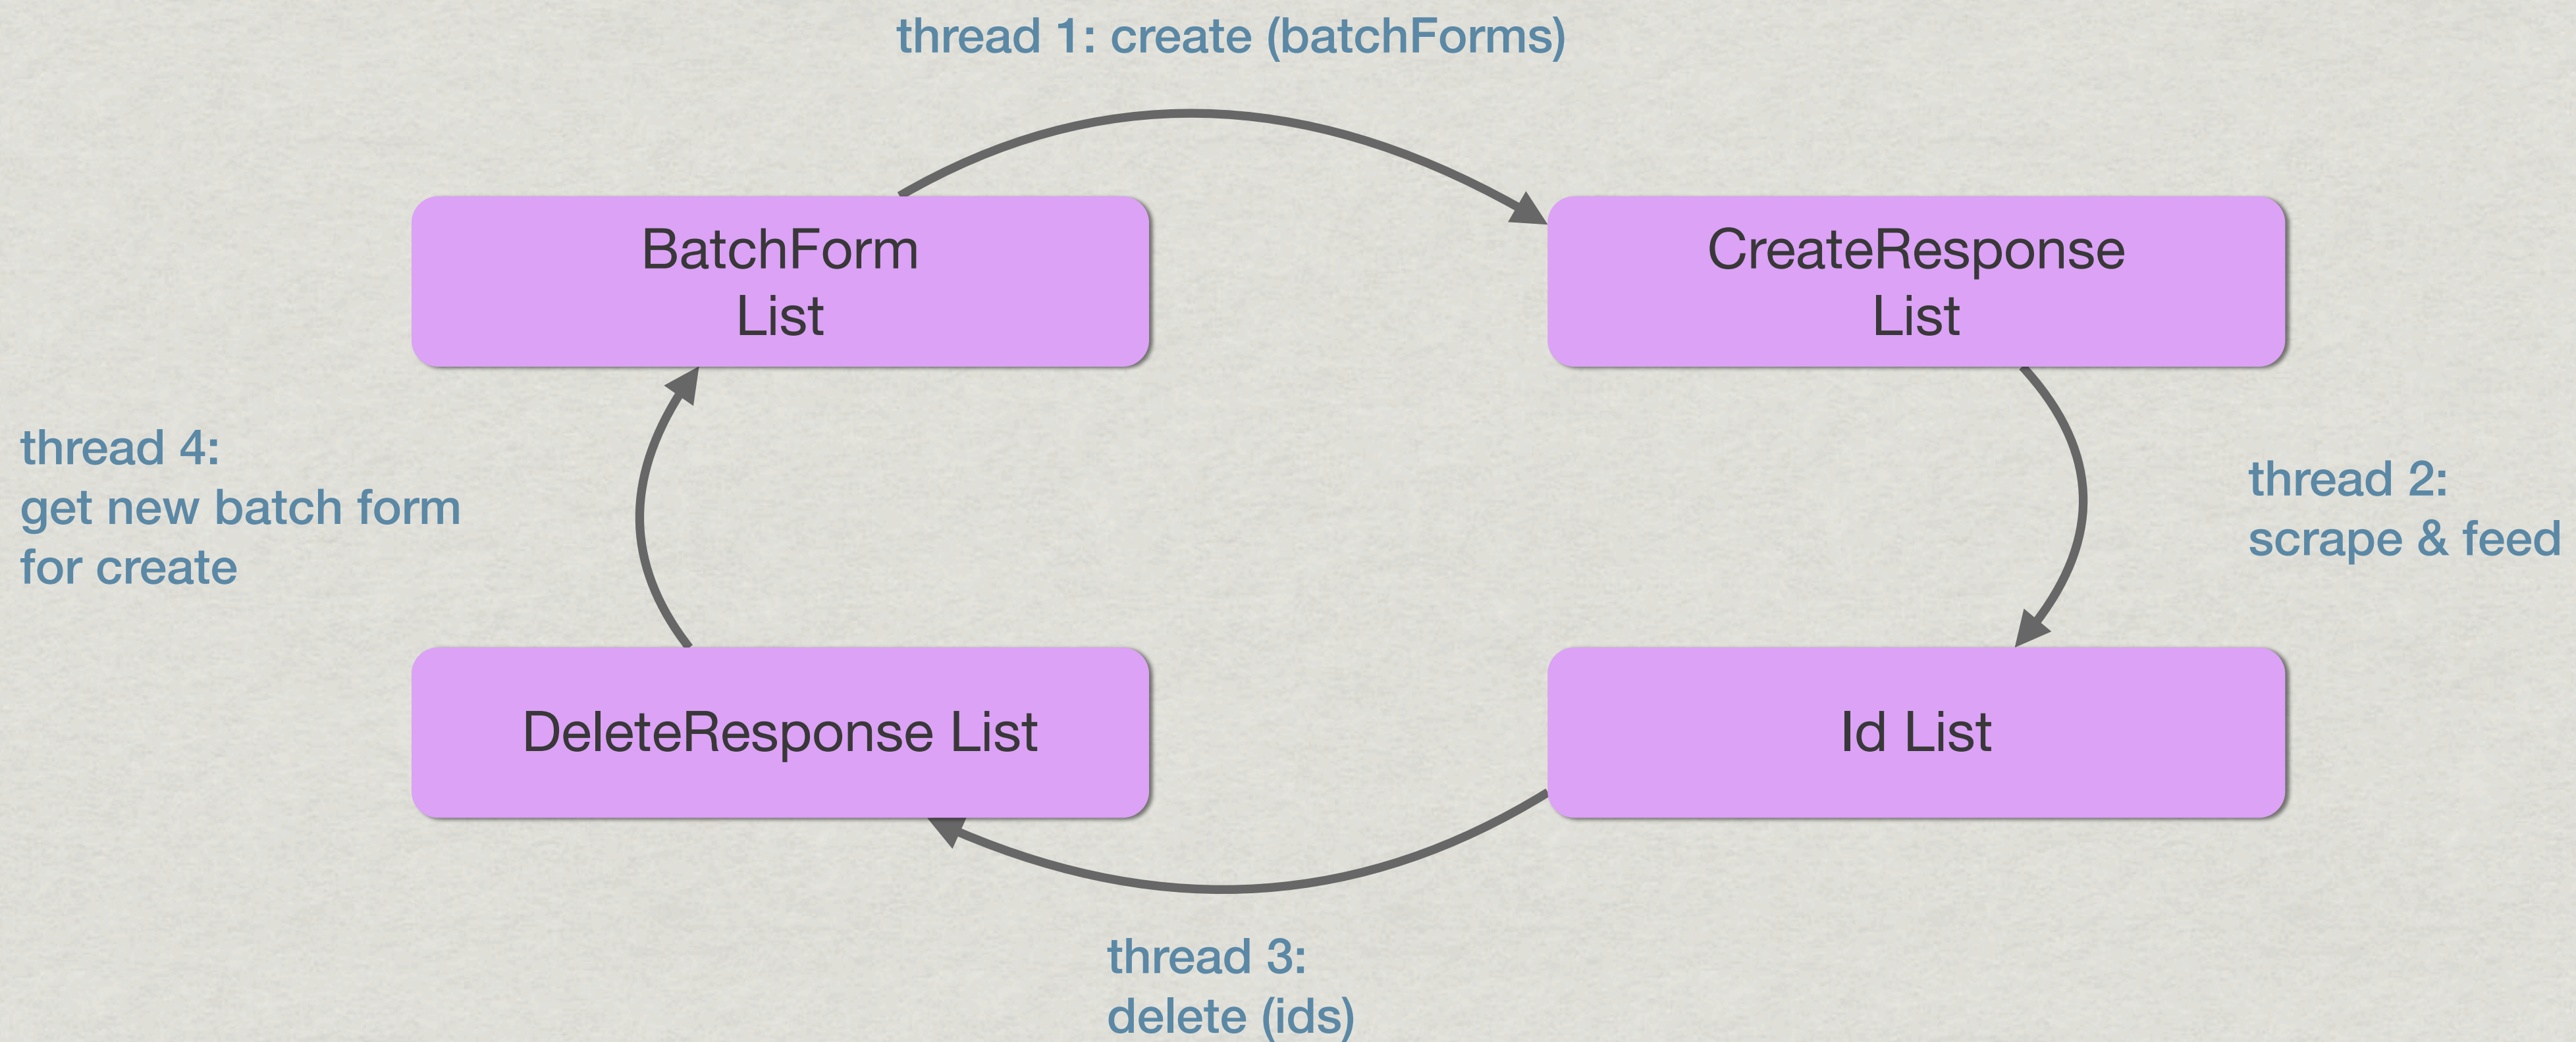 thread 1: create (batchForms)
BatchForm
List
CreateResponse
List
thread 4:
get new batch form
for create
thread 2:
scrape & feed
DeleteResponse List
Id List
thread 3:
delete (ids)